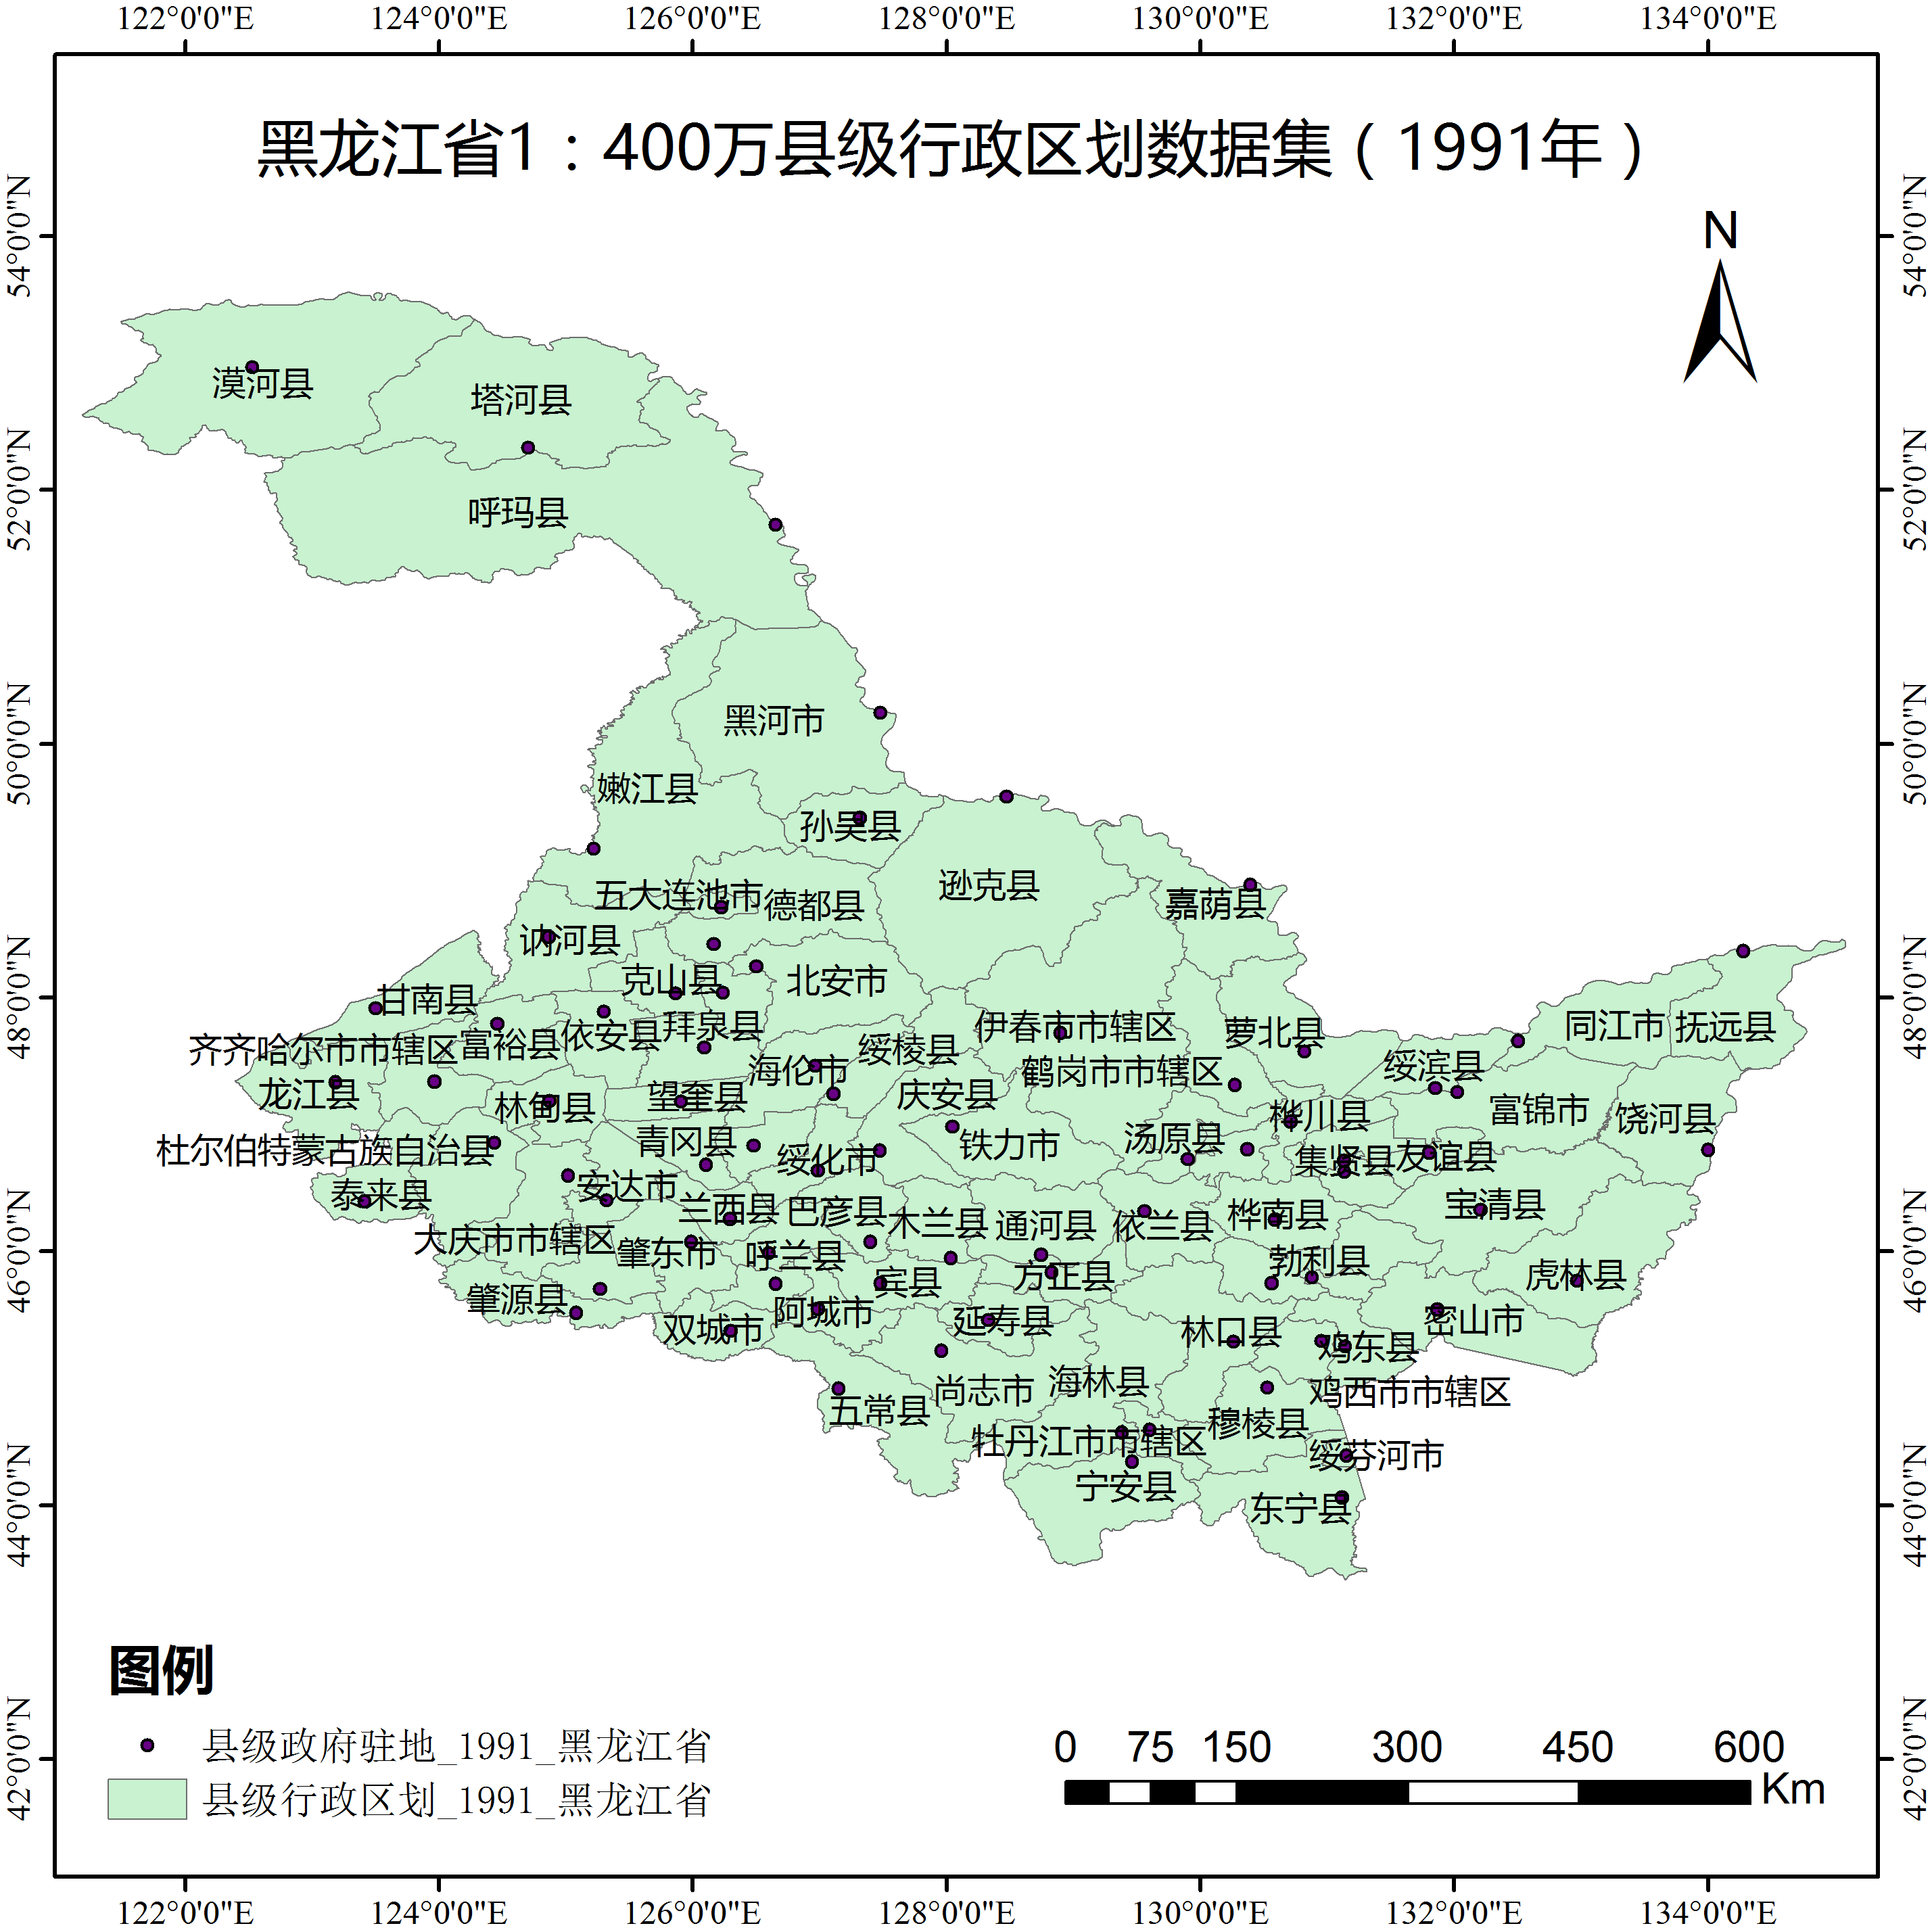 122°0'0"E 124°0'0"E 126°0'0"E 128°0'0"E 130°0'0"E 132°0'0"E 134°0'0"E
黑龙江省1：400万县级行政区划数据集（1991年）
54°0'0"N 54°0'0"N
N
漠河县
塔河县
52°0'0"N 52°0'0"N
呼玛县
黑河市
50°0'0"N 50°0'0"N
嫩江县
孙吴县
逊克县
五大连池市 德都县
嘉荫县
讷河县
克山县 北安市
48°0'0"N 48°0'0"N
甘南县
同江市 抚远县
齐齐哈尔市市辖区 富裕县 依安县 拜泉县
伊春市市辖区 萝北县
海伦市 绥棱县
鹤岗市市辖区 绥滨县
龙江县 林甸县 望奎县 庆安县
桦川县 富锦市 饶河县
杜尔伯特蒙古族自治县 青冈县 绥化市 铁力市 汤原县
集贤县 友谊县
泰来县 安达市
兰西县 巴彦县 木兰县 通河县 依兰县 桦南县 宝清县
大庆市市辖区 肇东市 呼兰县
46°0'0"N 46°0'0"N
宾县 方正县 勃利县 虎林县
肇源县 双城市 阿城市 延寿县 林口县 密山市
鸡东县
尚志市 海林县 鸡西市市辖区
五常县 穆棱县
牡丹江市市辖区 绥芬河市
宁安县 东宁县
44°0'0"N 44°0'0"N
图例
县级政府驻地_1991_黑龙江省
县级行政区划_1991_黑龙江省
0 75 150 300 450 600
Km
42°0'0"N 42°0'0"N
122°0'0"E 124°0'0"E 126°0'0"E 128°0'0"E 130°0'0"E 132°0'0"E 134°0'0"E